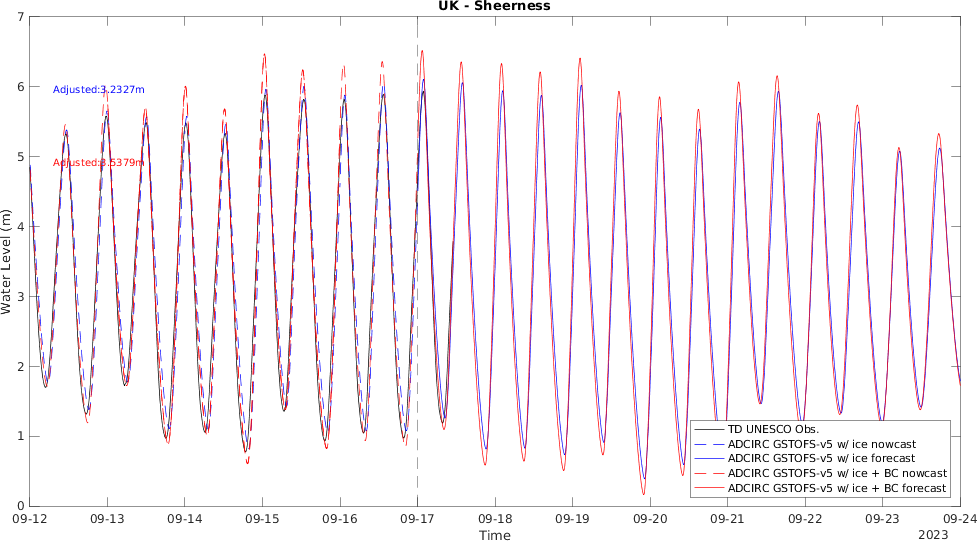 UK - Sheerness
7
6
5
4
3
2
1
0
Water Level (m)
Adjusted:3.2327m
Adjusted:3.5379m
TD UNESCO Obs.
ADCIRC GSTOFS-v5 w/ ice nowcast
ADCIRC GSTOFS-v5 w/ ice forecast
ADCIRC GSTOFS-v5 w/ ice + BC nowcast
ADCIRC GSTOFS-v5 w/ ice + BC forecast
09-12 09-13 09-14 09-15 09-16 09-17 09-18 09-19 09-20 09-21 09-22 09-23 09-24
Time
2023